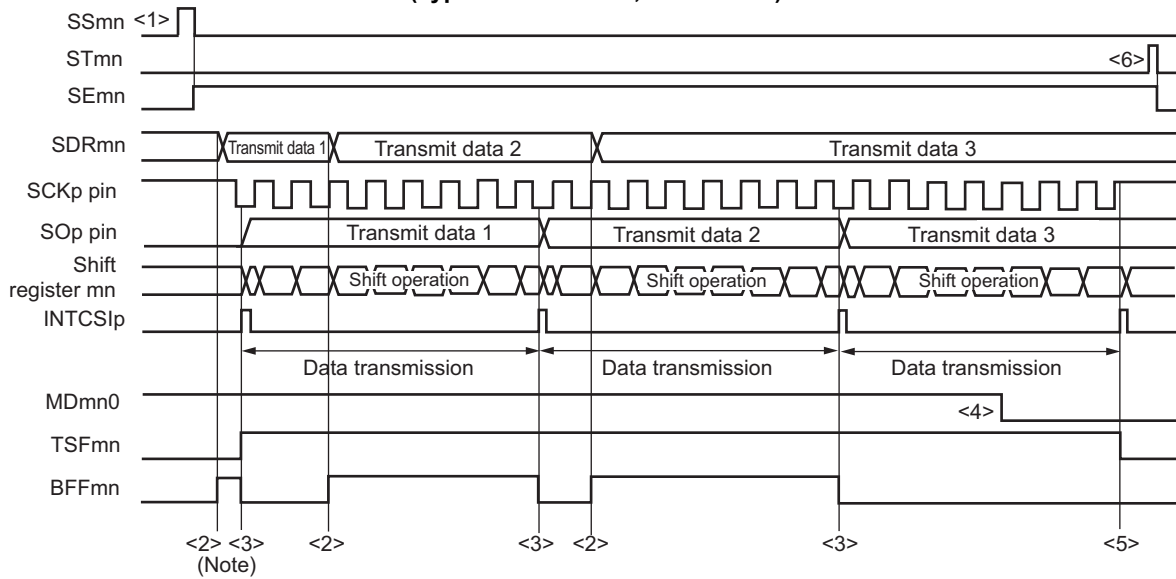 SSmn <1>
STmn <6>
SEmn
SDRmn Transmit data 1 Transmit data 2 Transmit data 3
SCKp pin
SOp pin Transmit data 1 Transmit data 2 Transmit data 3
Shift
register mn Shift operation Shift operation Shift operation
INTCSIp
Data transmission Data transmission Data transmission
MDmn0 <4>
TSFmn
BFFmn
<2> <3> <2> <3> <2> <3> <5>
(Note)